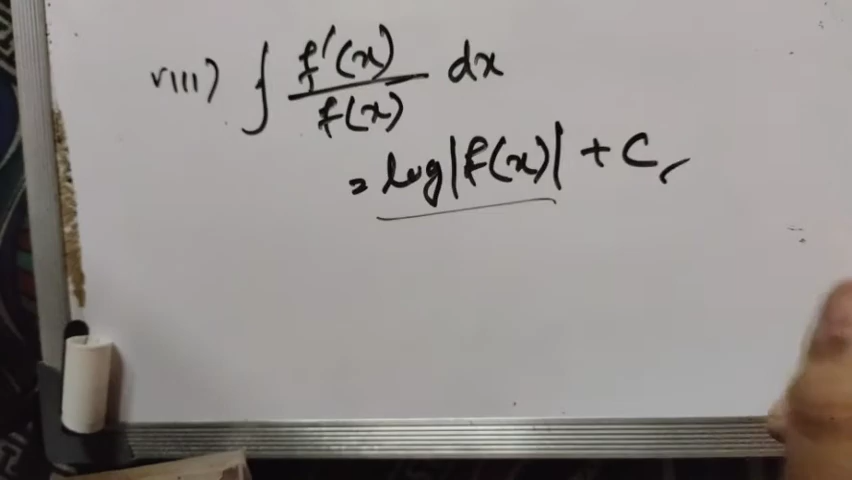 viii) ∫ f'(x)/f(x) dx
= log|f(x)| + C,